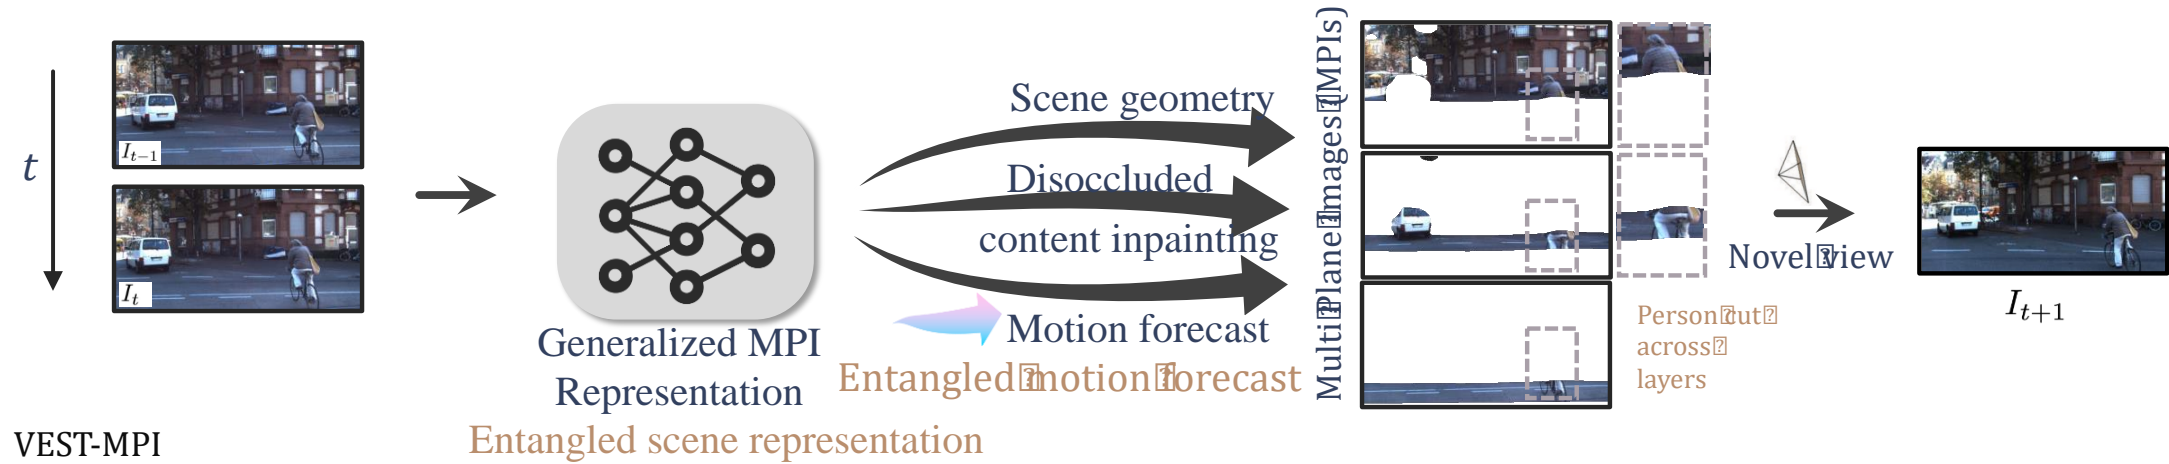 t
I_{t-1}
I_t
Generalized MPI
Representation
Entangled scene representation
Scene geometry
Disoccluded
content inpainting
Motion forecast
Entangled motion forecast
Multi Plane Images (MPIs)
Person cut
across
layers
Novel view
I_{t+1}
VEST-MPI